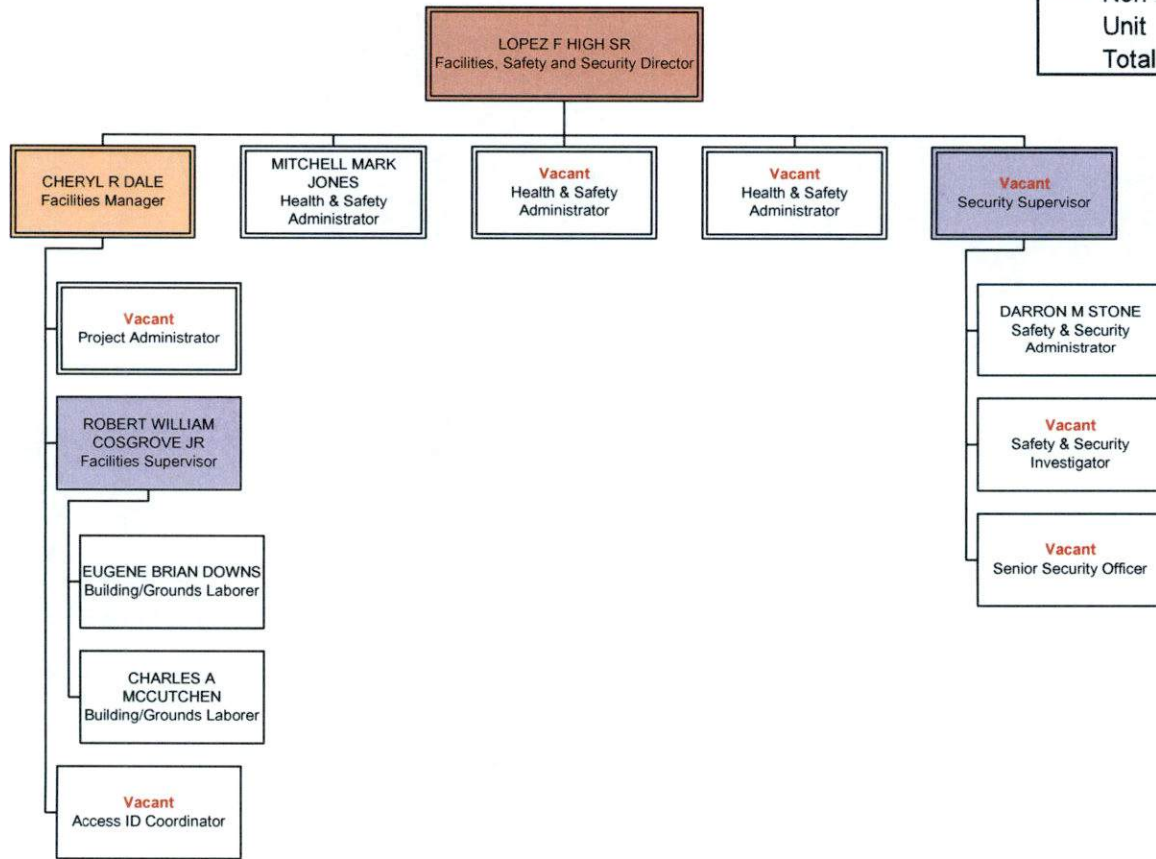 Unit
Total
LOPEZ F HIGH SR
Facilities, Safety and Security Director
CHERYL R DALE
Facilities Manager
MITCHELL MARK
JONES
Health & Safety
Administrator
Vacant
Health & Safety
Administrator
Vacant
Health & Safety
Administrator
Vacant
Security Supervisor
Vacant
Project Administrator
ROBERT WILLIAM
COSGROVE JR
Facilities Supervisor
EUGENE BRIAN DOWNS
Building/Grounds Laborer
CHARLES A
MCCUTCHEN
Building/Grounds Laborer
Vacant
Access ID Coordinator
DARRON M STONE
Safety & Security
Administrator
Vacant
Safety & Security
Investigator
Vacant
Senior Security Officer